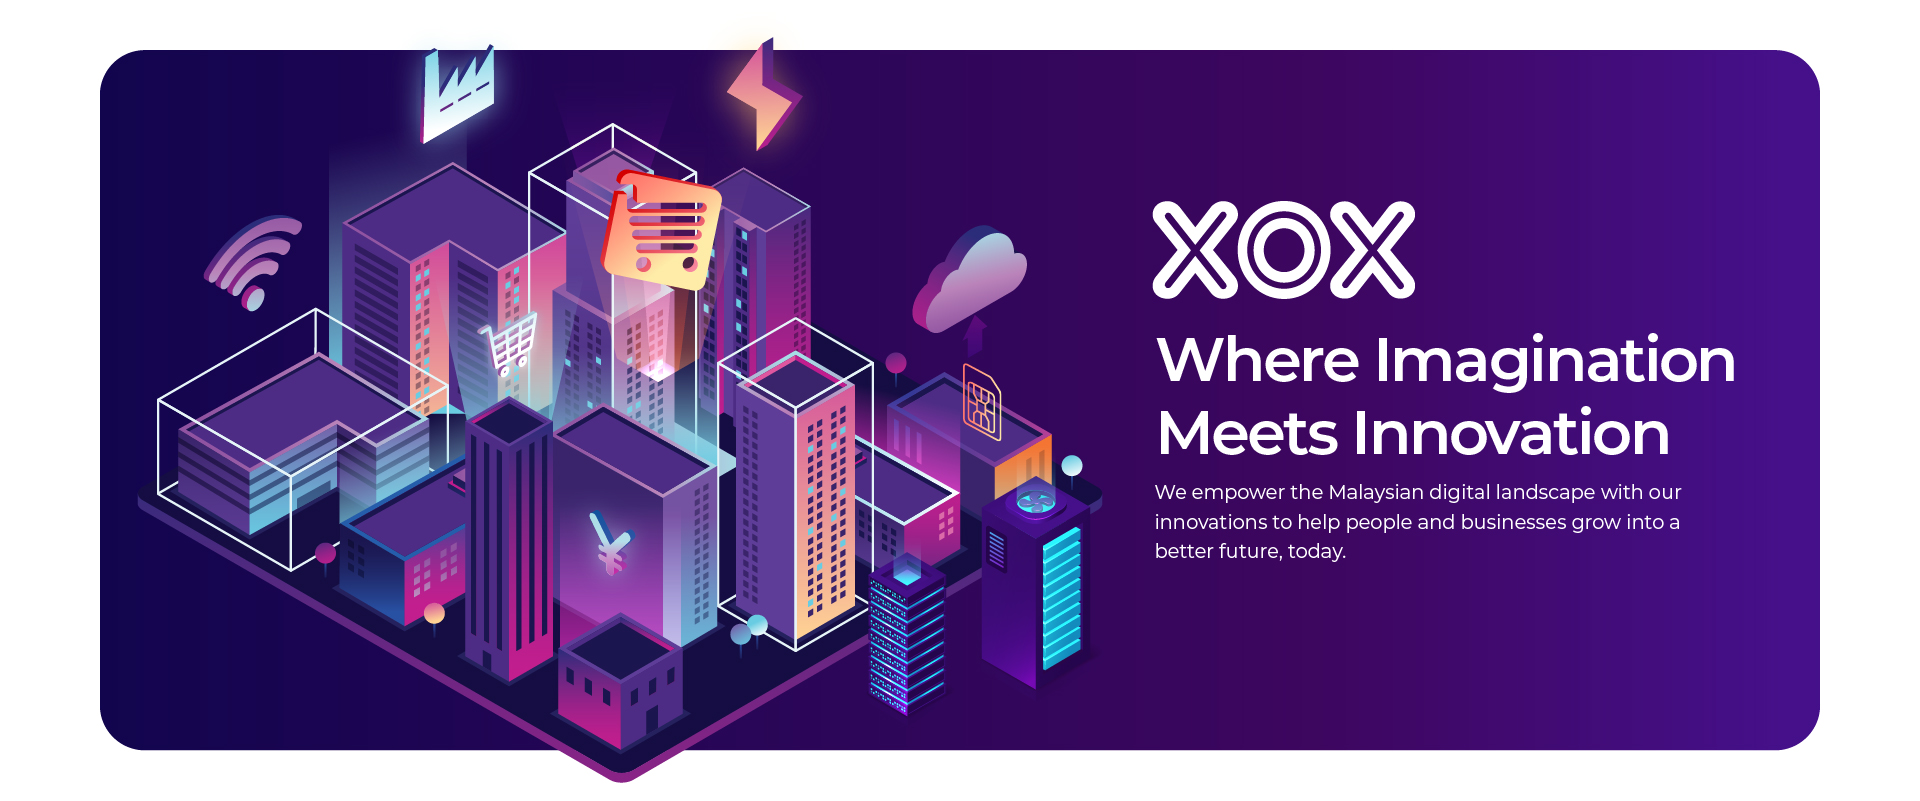 XOX
Where Imagination
Meets Innovation
We empower the Malaysian digital landscape with our
innovations to help people and businesses grow into a
better future, today.
¥